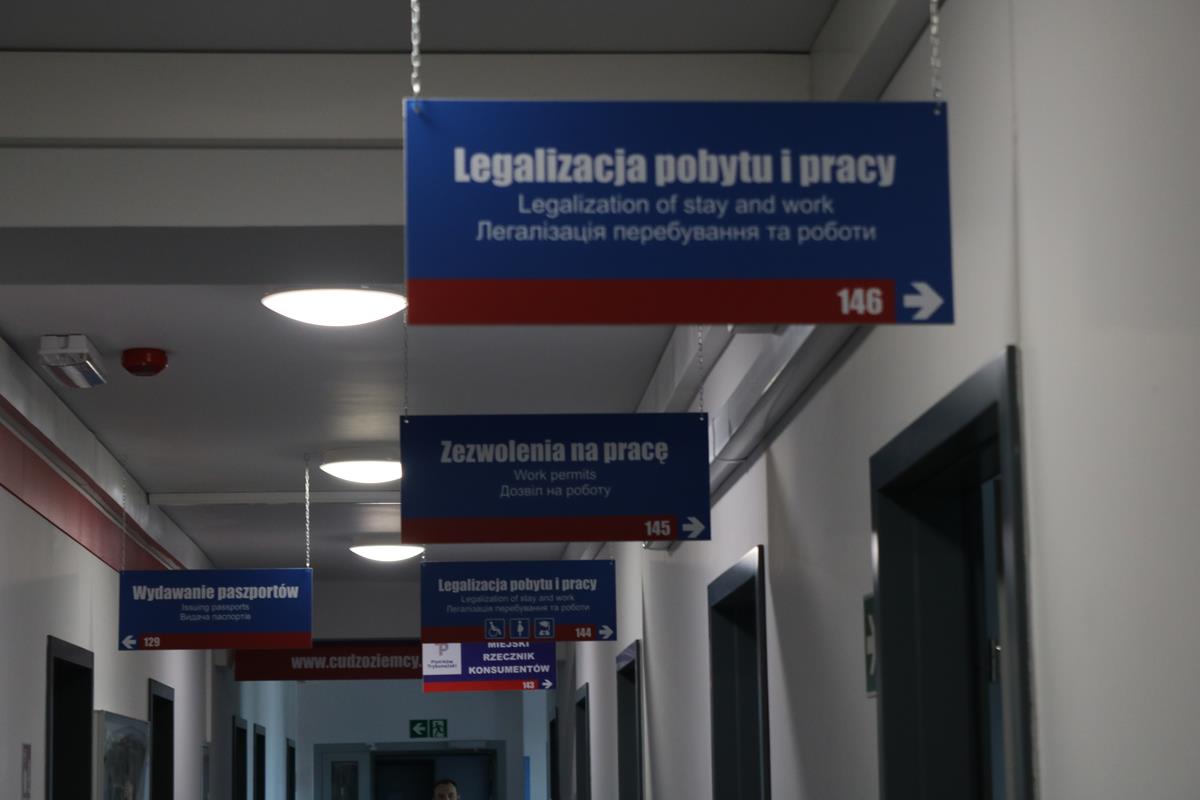 Legalizacja pobytu i pracy
Legalization of stay and work
Легалізація перебування та роботи
146
Zezwolenia na pracę
Work permits
Дозвіл на роботу
145
Wydawanie paszportów
Issuing passports
Видача паспортів
129
Legalizacja pobytu i pracy
Legalization of stay and work
Легалізація перебування та роботи
144
www.cudzoziemcy.
P
Piotrków
Trybunalski
MIEJSKI
RZECZNIK
KONSUMENTÓW
143